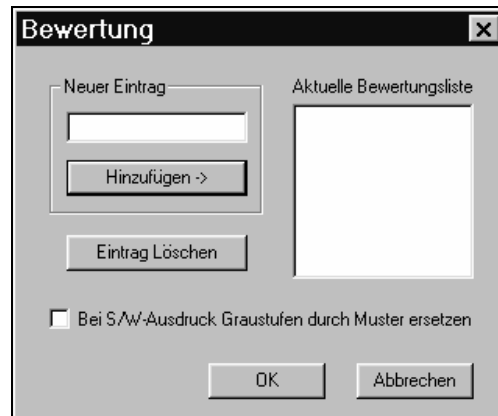 Bewertung
Neuer Eintrag
Aktuelle Bewertungsliste
Hinzufügen ->
Eintrag Löschen
Bei S/W-Ausdruck Graustufen durch Muster ersetzen
OK
Abbrechen